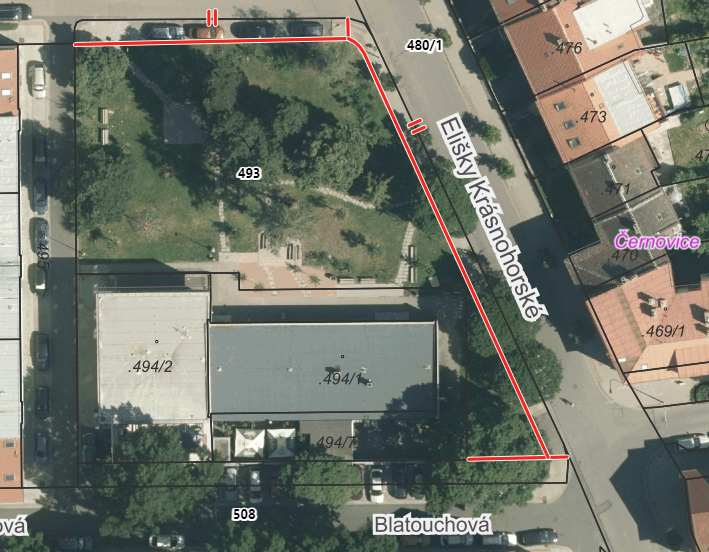 480/1
.476
.473
493
471
Černovice
470
Elišky Krásnohorské
469/1
.494/2
.494/1
494/7
508
Blatouchová
ová